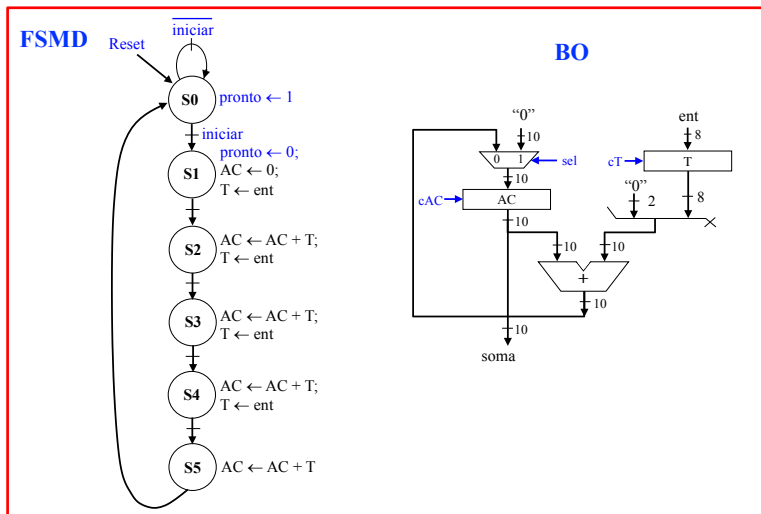 FSMD
iniciar
Reset
S0
pronto ← 1
iniciar
pronto ← 0;
S1
AC ← 0;
T ← ent
S2
AC ← AC + T;
T ← ent
S3
AC ← AC + T;
T ← ent
S4
AC ← AC + T;
T ← ent
S5
AC ← AC + T
BO
“0”
10
0 1
sel
10
cAC
AC
10
ent
8
cT
T
“0”
2
8
10
10
+
10
10
soma